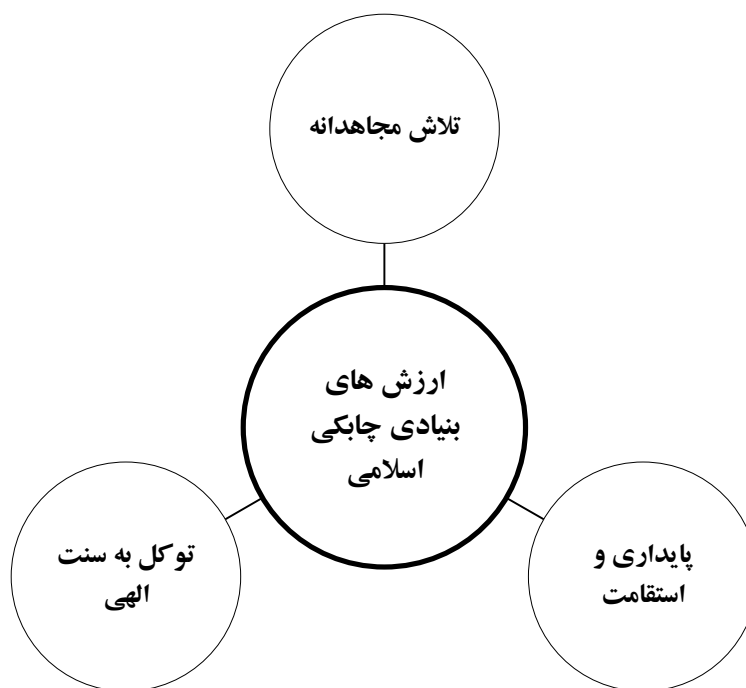 تلاش مجاهدانه
ارزش های
بنیادی چابکی
اسلامی
پایداری و
استقامت
توکل به سنت
الهی